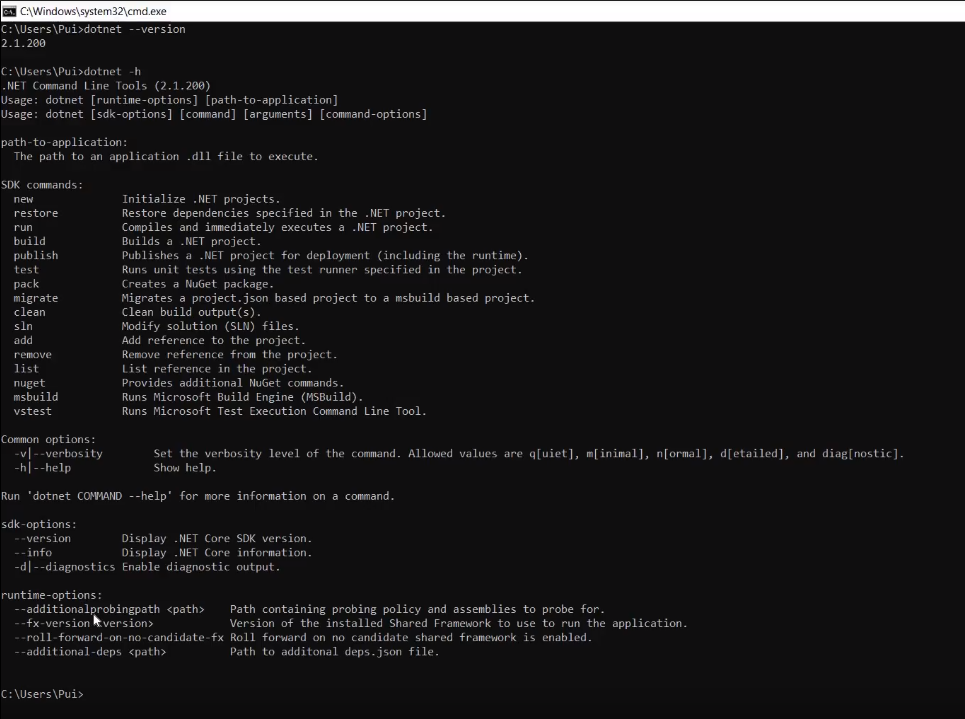 C:\Windows\system32\cmd.exe
C:\Users\Pui>dotnet --version
2.1.200
C:\Users\Pui>dotnet -h
.NET Command Line Tools (2.1.200)
Usage: dotnet [runtime-options] [path-to-application]
Usage: dotnet [sdk-options] [command] [arguments] [command-options]
path-to-application:
  The path to an application .dll file to execute.
SDK commands:
  new              Initialize .NET projects.
  restore          Restore dependencies specified in the .NET project.
  run              Compiles and immediately executes a .NET project.
  build            Builds a .NET project.
  publish          Publishes a .NET project for deployment (including the runtime).
  test             Runs unit tests using the test runner specified in the project.
  pack             Creates a NuGet package.
  migrate          Migrates a project.json based project to a msbuild based project.
  clean            Clean build output(s).
  sln              Modify solution (SLN) files.
  add              Add reference to the project.
  remove           Remove reference from the project.
  list             List reference in the project.
  nuget            Provides additional NuGet commands.
  msbuild          Runs Microsoft Build Engine (MSBuild).
  vstest           Runs Microsoft Test Execution Command Line Tool.
Common options:
  -v|--verbosity        Set the verbosity level of the command. Allowed values are q[uiet], m[inimal], n[ormal], d[etailed], and diag[nostic].
  -h|--help             Show help.
Run 'dotnet COMMAND --help' for more information on a command.
sdk-options:
  --version        Display .NET Core SDK version.
  --info           Display .NET Core information.
  -d|--diagnostics Enable diagnostic output.
runtime-options:
  --additionalprobingpath <path>    Path containing probing policy and assemblies to probe for.
  --fx-version <version>            Version of the installed Shared Framework to use to run the application.
  --roll-forward-on-no-candidate-fx Roll forward on no candidate shared framework is enabled.
  --additional-deps <path>          Path to additonal deps.json file.
C:\Users\Pui>